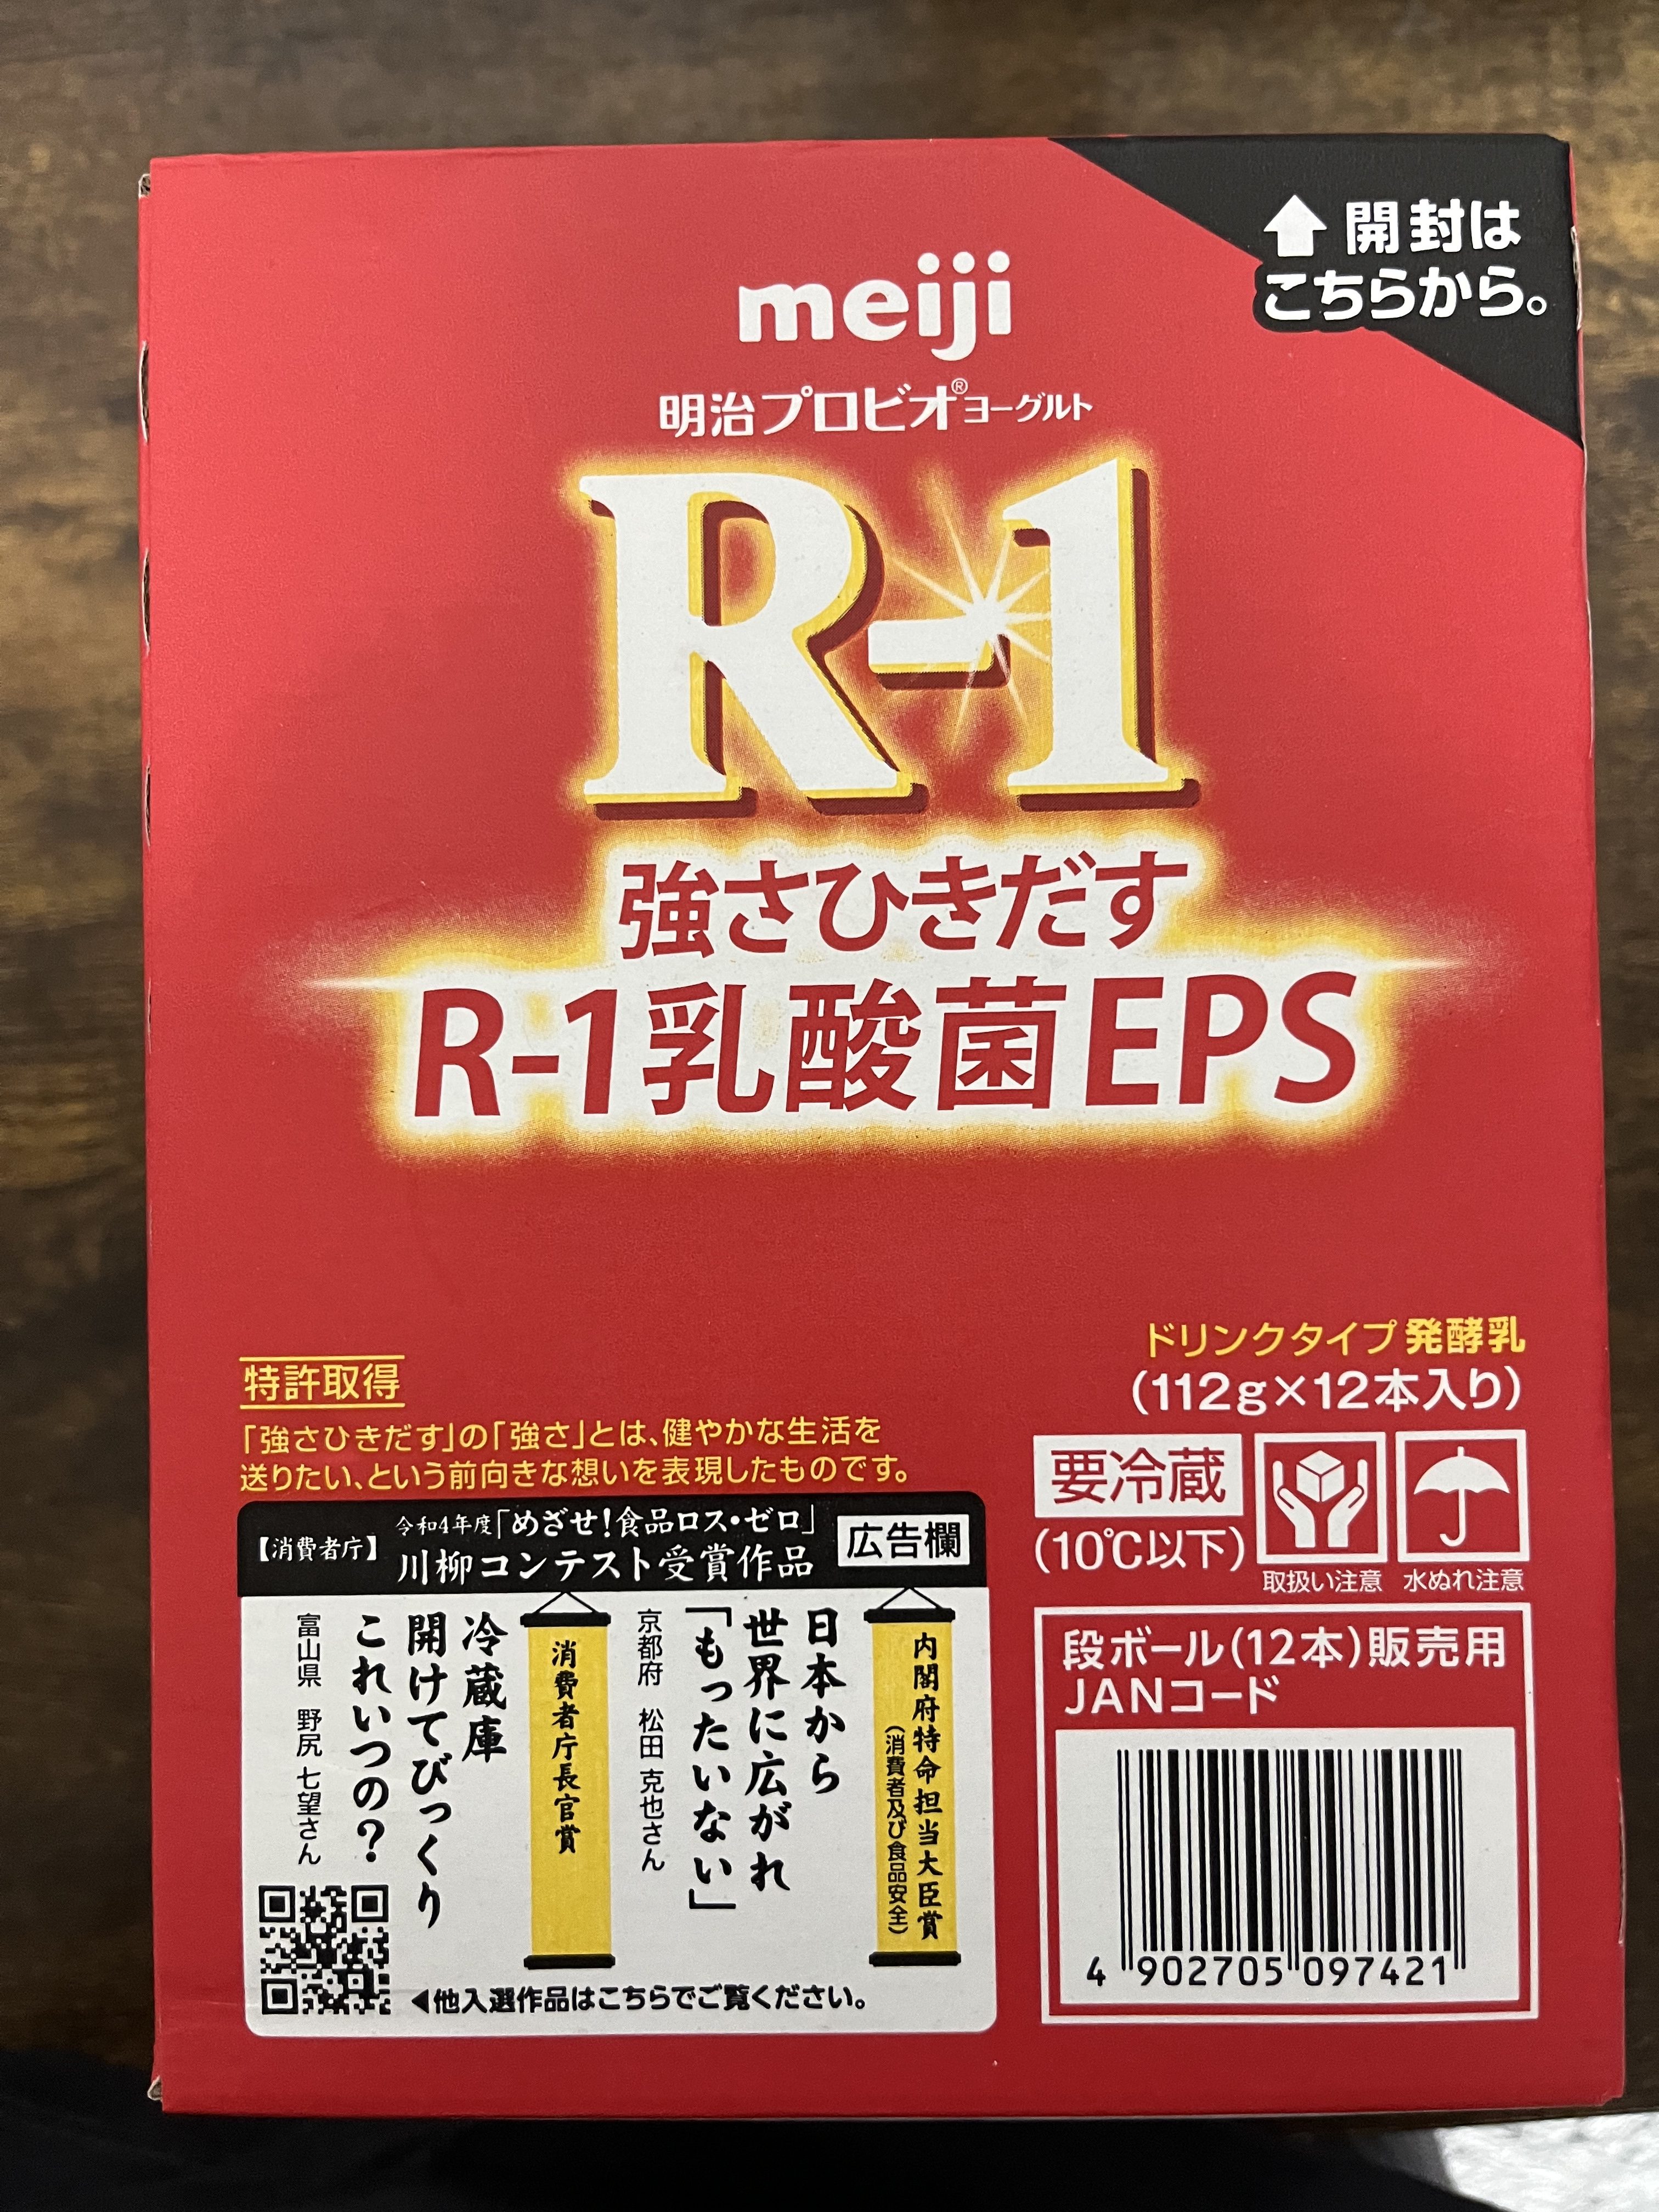 開封は
こちらから。
meiji
明治プロビオ®ヨーグルト
R-1
強さひきだす
R-1乳酸菌EPS
特許取得
「強さひきだす」の「強さ」とは、健やかな生活を
送りたい、という前向きな想いを表現したものです。
ドリンクタイプ 発酵乳
(112g×12本入り)
要冷蔵
(10℃以下)
取扱い注意
水ぬれ注意
【消費者庁】
令和4年度「めざせ!食品ロス・ゼロ」
川柳コンテスト受賞作品
広告欄
内閣府特命担当大臣賞
(消費者及び食品安全)
日本から
世界に広がれ
「もったいない」
京都府 松田 克也さん
消費者庁長官賞
冷蔵庫
開けてびっくり
これいつの?
富山県 野尻 七望さん
◀他入選作品はこちらでご覧ください。
段ボール(12本)販売用
JANコード
4 902705 097421